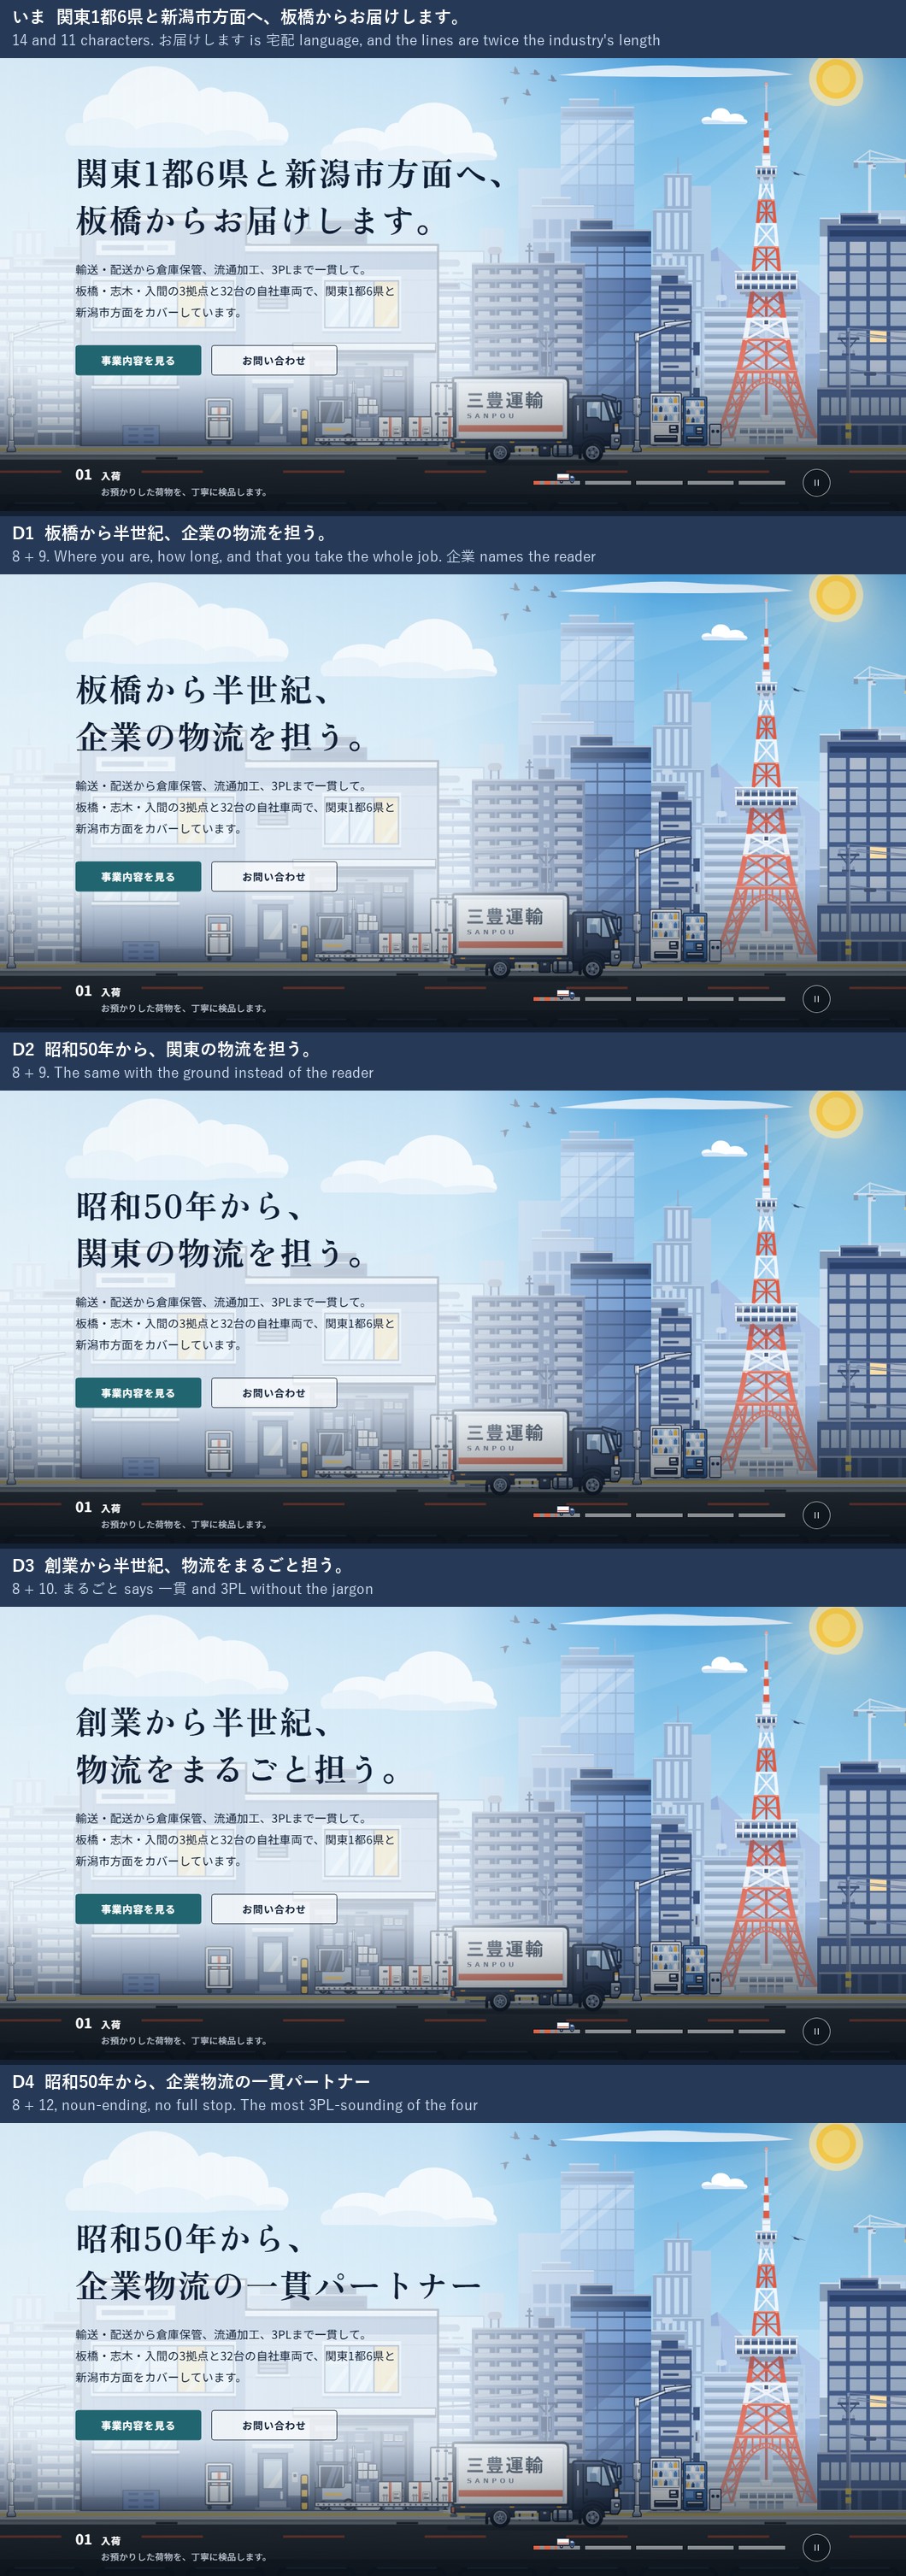 いま 関東1都6県と新潟市方面へ、板橋からお届けします。
14 and 11 characters. お届けします is 宅配 language, and the lines are twice the industry's length
関東1都6県と新潟市方面へ、
板橋からお届けします。
輸送・配送から倉庫保管、流通加工、3PLまで一貫して。
板橋・志木・入間の3拠点と32台の自社車両で、関東1都6県と
新潟市方面をカバーしています。
事業内容を見る お問い合わせ
三豊運輸
SANPOU
01 入荷
お預かりした荷物を、丁寧に検品します。
D1 板橋から半世紀、企業の物流を担う。
8 + 9. Where you are, how long, and that you take the whole job. 企業 names the reader
板橋から半世紀、
企業の物流を担う。
輸送・配送から倉庫保管、流通加工、3PLまで一貫して。
板橋・志木・入間の3拠点と32台の自社車両で、関東1都6県と
新潟市方面をカバーしています。
事業内容を見る お問い合わせ
三豊運輸
SANPOU
01 入荷
お預かりした荷物を、丁寧に検品します。
D2 昭和50年から、関東の物流を担う。
8 + 9. The same with the ground instead of the reader
昭和50年から、
関東の物流を担う。
輸送・配送から倉庫保管、流通加工、3PLまで一貫して。
板橋・志木・入間の3拠点と32台の自社車両で、関東1都6県と
新潟市方面をカバーしています。
事業内容を見る お問い合わせ
三豊運輸
SANPOU
01 入荷
お預かりした荷物を、丁寧に検品します。
D3 創業から半世紀、物流をまるごと担う。
8 + 10. まるごと says 一貫 and 3PL without the jargon
創業から半世紀、
物流をまるごと担う。
輸送・配送から倉庫保管、流通加工、3PLまで一貫して。
板橋・志木・入間の3拠点と32台の自社車両で、関東1都6県と
新潟市方面をカバーしています。
事業内容を見る お問い合わせ
三豊運輸
SANPOU
01 入荷
お預かりした荷物を、丁寧に検品します。
D4 昭和50年から、企業物流の一貫パートナー
8 + 12, noun-ending, no full stop. The most 3PL-sounding of the four
昭和50年から、
企業物流の一貫パートナー
輸送・配送から倉庫保管、流通加工、3PLまで一貫して。
板橋・志木・入間の3拠点と32台の自社車両で、関東1都6県と
新潟市方面をカバーしています。
事業内容を見る お問い合わせ
三豊運輸
SANPOU
01 入荷
お預かりした荷物を、丁寧に検品します。